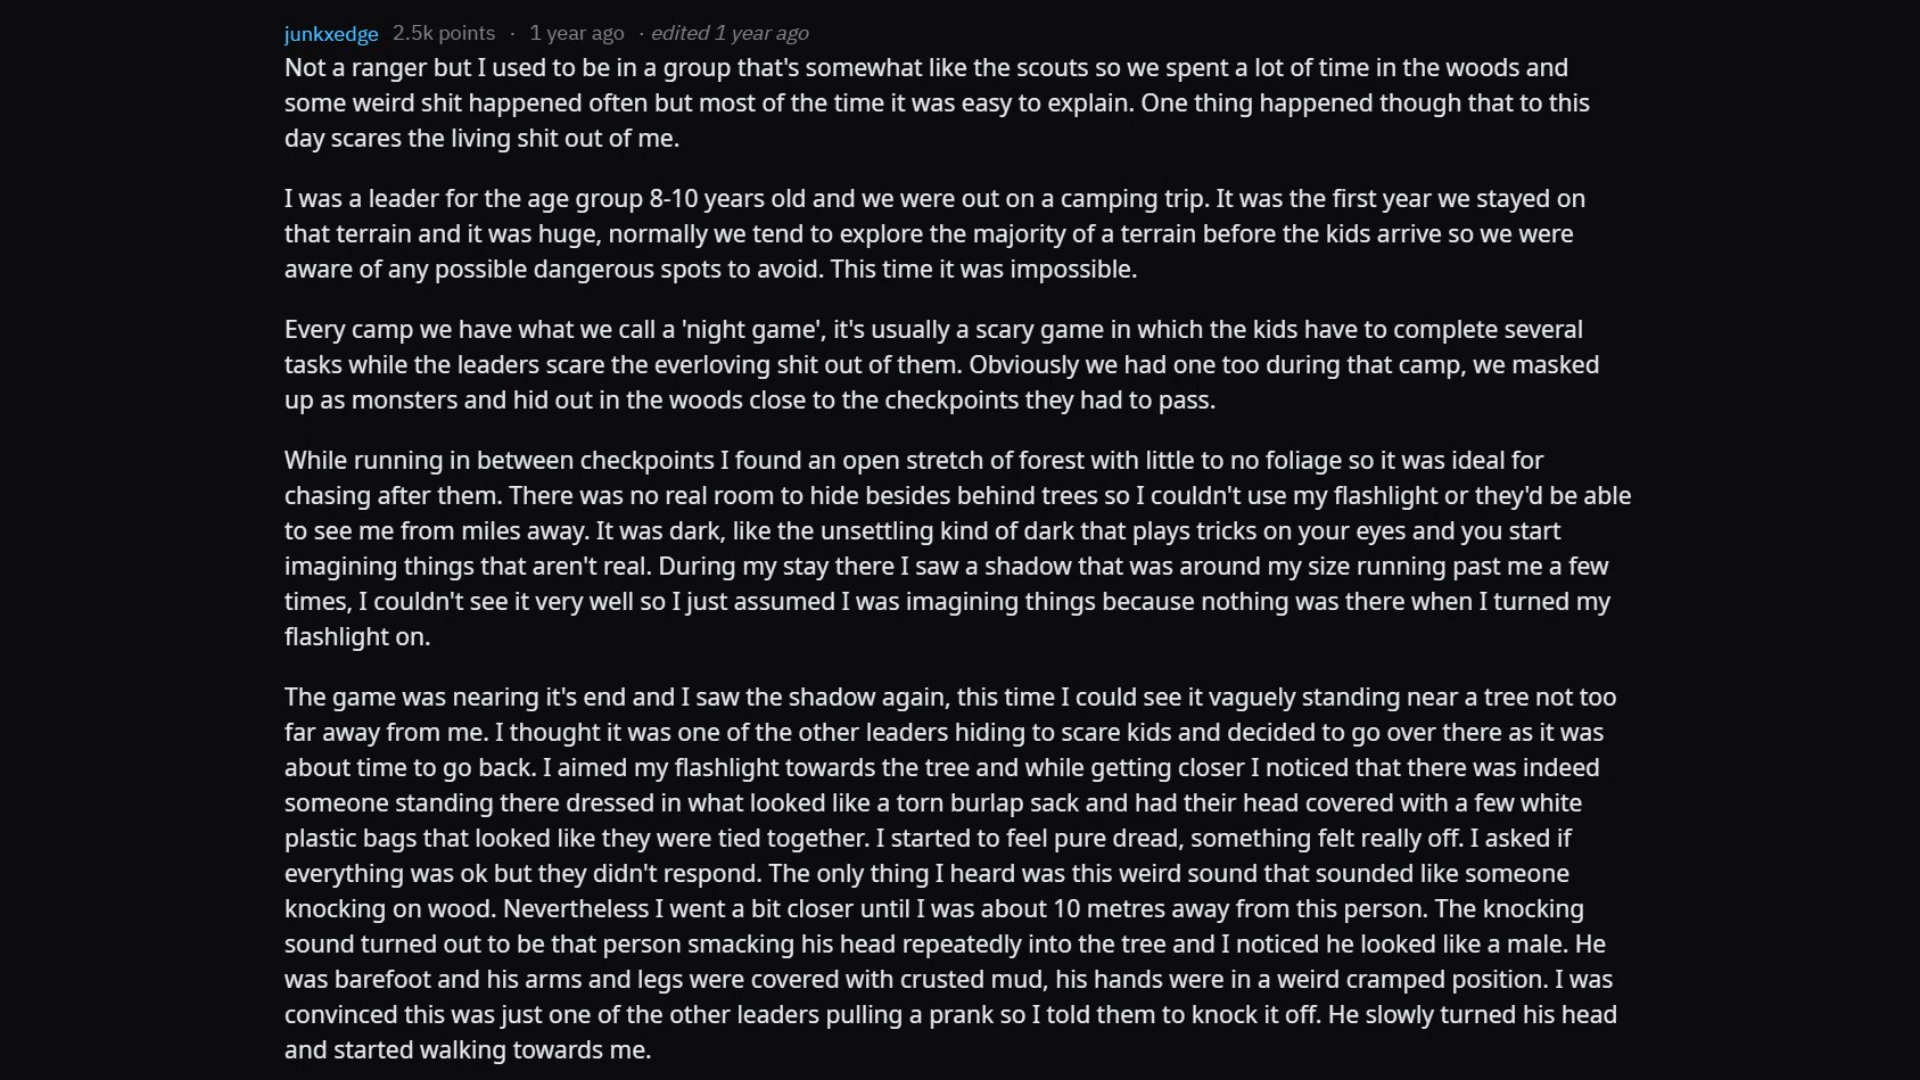 junkxedge 2.5k points · 1 year ago · edited 1 year ago
Not a ranger but I used to be in a group that's somewhat like the scouts so we spent a lot of time in the woods and
some weird shit happened often but most of the time it was easy to explain. One thing happened though that to this
day scares the living shit out of me.
I was a leader for the age group 8-10 years old and we were out on a camping trip. It was the first year we stayed on
that terrain and it was huge, normally we tend to explore the majority of a terrain before the kids arrive so we were
aware of any possible dangerous spots to avoid. This time it was impossible.
Every camp we have what we call a 'night game', it's usually a scary game in which the kids have to complete several
tasks while the leaders scare the everloving shit out of them. Obviously we had one too during that camp, we masked
up as monsters and hid out in the woods close to the checkpoints they had to pass.
While running in between checkpoints I found an open stretch of forest with little to no foliage so it was ideal for
chasing after them. There was no real room to hide besides behind trees so I couldn't use my flashlight or they'd be able
to see me from miles away. It was dark, like the unsettling kind of dark that plays tricks on your eyes and you start
imagining things that aren't real. During my stay there I saw a shadow that was around my size running past me a few
times, I couldn't see it very well so I just assumed I was imagining things because nothing was there when I turned my
flashlight on.
The game was nearing it's end and I saw the shadow again, this time I could see it vaguely standing near a tree not too
far away from me. I thought it was one of the other leaders hiding to scare kids and decided to go over there as it was
about time to go back. I aimed my flashlight towards the tree and while getting closer I noticed that there was indeed
someone standing there dressed in what looked like a torn burlap sack and had their head covered with a few white
plastic bags that looked like they were tied together. I started to feel pure dread, something felt really off. I asked if
everything was ok but they didn't respond. The only thing I heard was this weird sound that sounded like someone
knocking on wood. Nevertheless I went a bit closer until I was about 10 metres away from this person. The knocking
sound turned out to be that person smacking his head repeatedly into the tree and I noticed he looked like a male. He
was barefoot and his arms and legs were covered with crusted mud, his hands were in a weird cramped position. I was
convinced this was just one of the other leaders pulling a prank so I told them to knock it off. He slowly turned his head
and started walking towards me.